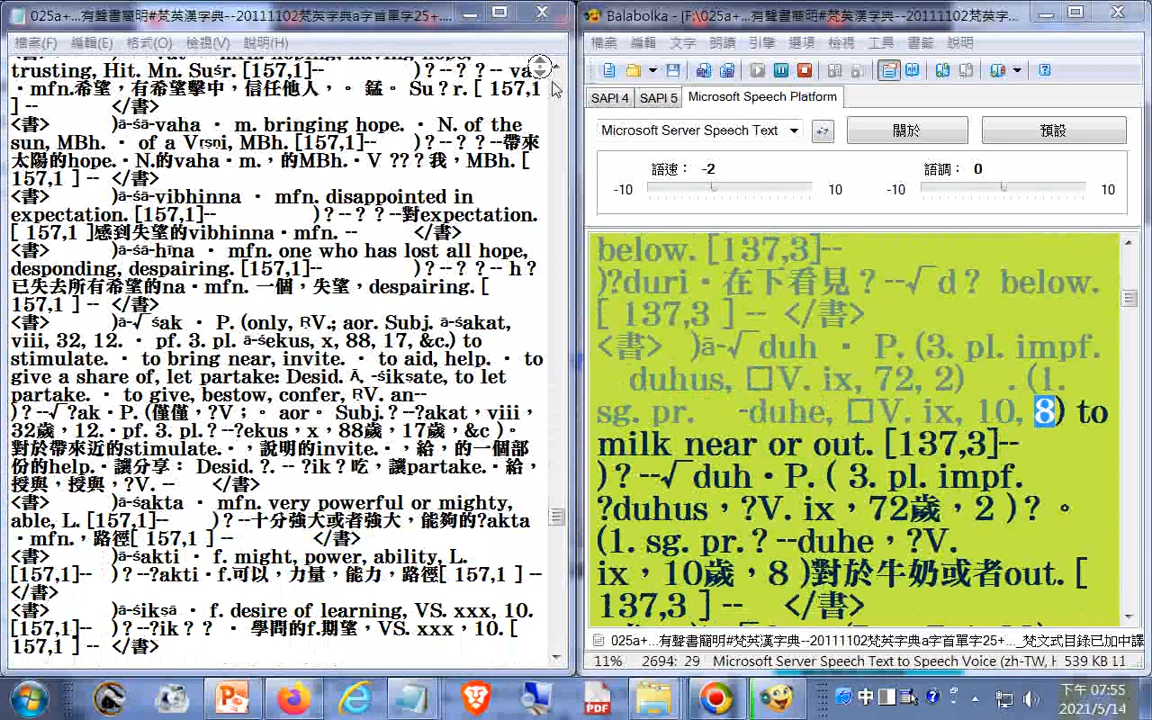 025a+...有聲書簡明#梵英漢字典--20111102梵英字典a字首單字25+...
檔案(F) 編輯(E) 格式(O) 檢視(V) 說明(H)
trusting, Hit. Mn. Suśr. [157,1]-- )?--??-- va
・mfn.希望，有希望擊中，信任他人，。 錳。 Su?r. [ 157,1
] -- </書>
<書> )ā-śā-vaha ・ m. bringing hope. ・ N. of the
sun, MBh. ・ of a Vṛṣṇi, MBh. [157,1]-- )?--??--帶來
太陽的hope.・N.的vaha・m.，的MBh.・V ???我，MBh. [
157,1 ] -- </書>
<書> )ā-śā-vibhinna ・ mfn. disappointed in
expectation. [157,1]-- )?--??--對expectation.
[ 157,1 ]感到失望的vibhinna・mfn. -- </書>
<書> )ā-śā-hīna ・ mfn. one who has lost all hope,
desponding, despairing. [157,1]-- )?--??-- h?
已失去所有希望的na・mfn. 一個，失望，despairing. [
157,1 ] -- </書>
<書> )ā-√śak ・ P. (only, ṚV.; aor. Subj. ā-śakat,
viii, 32, 12. ・ pf. 3. pl. ā-śekus, x, 88, 17, &c.) to
stimulate. ・ to bring near, invite. ・ to aid, help. ・ to
give a share of, let partake: Desid. Ā. -śikṣate, to let
partake. ・ to give, bestow, confer, ṚV. an--
)?--√?ak・P. (僅僅，?V；。 aor。 Subj.?--?akat，viii，
32歲，12.・pf. 3. pl.?--?ekus，x，88歲，17歲，&c )。
對於帶來近的stimulate.・，說明的invite.・，給，的一個部
份的help.・讓分享： Desid. ?. -- ?ik?吃，讓partake.・給，
授與，授與，?V. -- </書>
<書> )ā-śakta ・ mfn. very powerful or mighty,
able, L. [157,1]-- )?--十分強大或者強大，能夠的?akta
・mfn.，路徑[ 157,1 ] -- </書>
<書> )ā-śakti ・ f. might, power, ability, L.
[157,1]-- )?--?akti・f.可以，力量，能力，路徑[ 157,1 ] --
</書>
<書> )ā-śikṣā ・ f. desire of learning, VS. xxx, 10.
[157,1]-- )?--?ik?? ・ 學問的f.期望，VS. xxx，10. [
157,1 ] -- </書>
Balabolka - [F:\025a+...有聲書簡明#梵英漢字典--20111102梵英字...
檔案 編輯 文字 朗讀 引擎 選項 檢視 工具 書籤 說明
SAPI 4 SAPI 5 Microsoft Speech Platform
Microsoft Server Speech Text 關於 預設
語速: -2 語調: 0
-10 10 -10 10
below. [137,3]--
)?duri・在下看見?--√d? below.
[ 137,3 ] -- </書>
<書> )ā-√duh ・ P. (3. pl. impf.
duhus, □V. ix, 72, 2) . (1.
sg. pr. -duhe, □V. ix, 10, 8) to
milk near or out. [137,3]--
)?--√duh・P. ( 3. pl. impf.
?duhus，?V. ix，72歲，2 )?。
(1. sg. pr.?--duhe，?V.
ix，10歲，8 )對於牛奶或者out. [
137,3 ] -- </書>
025a+...有聲書簡明#梵英漢字典--20111102梵英字典a字首單字25+..._梵文式目錄已加中譯
11% 2694: 29 Microsoft Server Speech Text to Speech Voice (zh-TW, H 539 KB 11
中
PDF
下午 07:55
2021/5/14